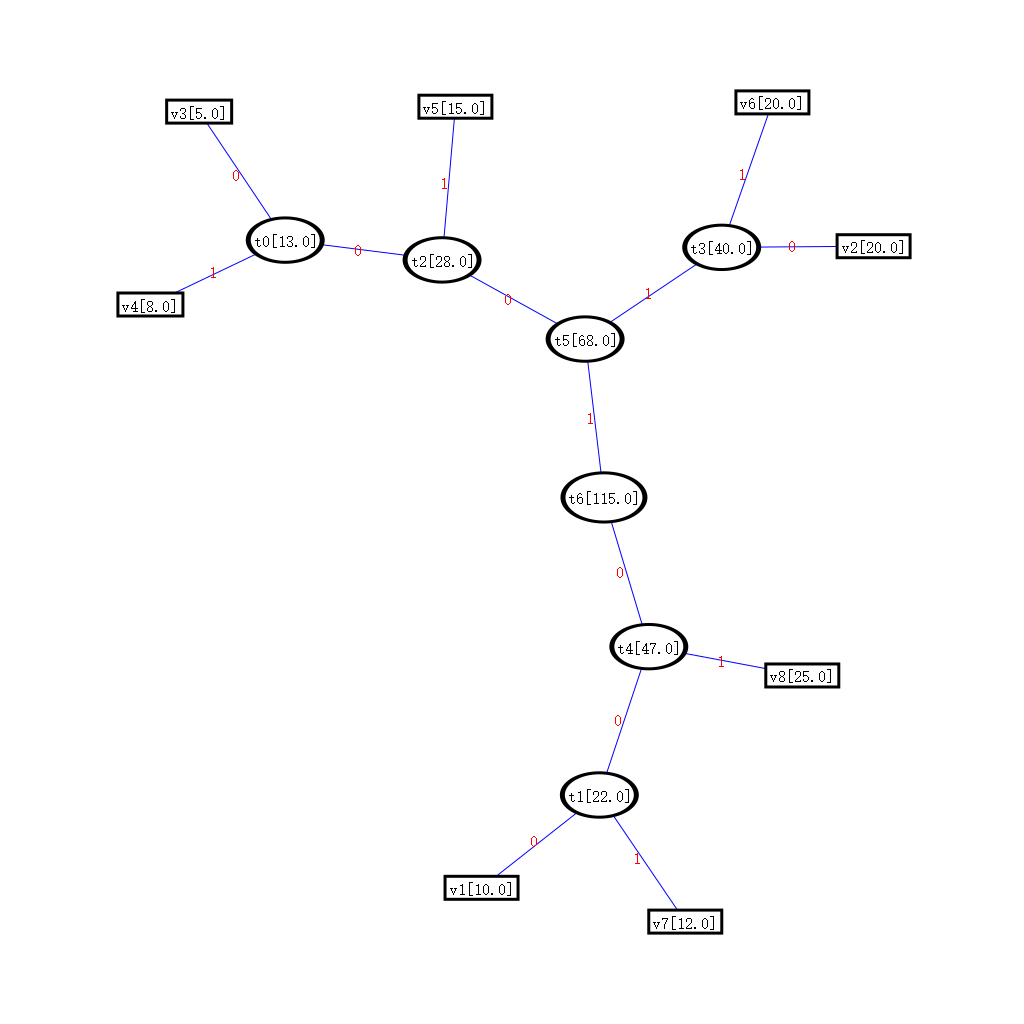 v6[20.0]
v5[15.0]
v3[5.0]
0
1
1
t0[13.0]
0
t2[28.0]
t3[40.0]
0
v2[20.0]
1
v4[8.0]
0
1
t5[68.0]
1
t6[115.0]
0
t4[47.0]
1
v8[25.0]
0
t1[22.0]
0
1
v1[10.0]
v7[12.0]